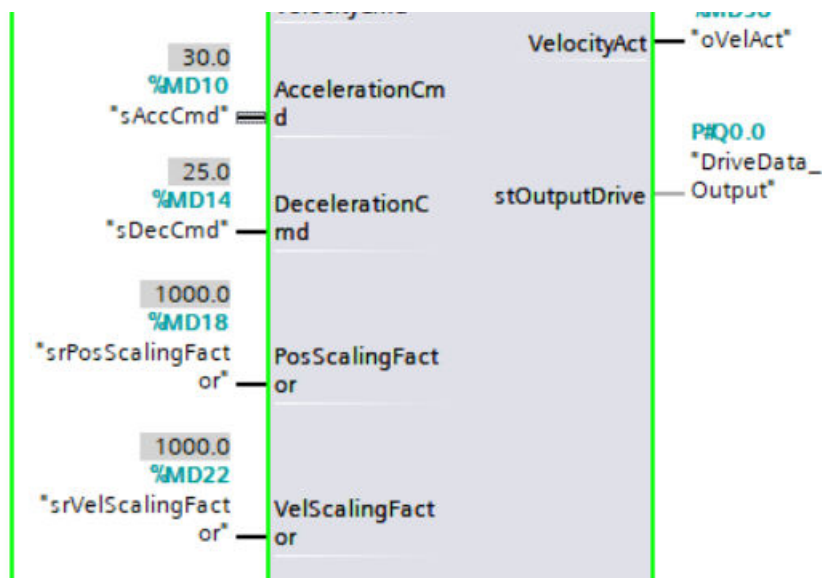 VelocityAct
"oVelAct"
30.0
%MD10
"sAccCmd"
AccelerationCm
d
P#Q0.0
"DriveData_
Output"
stOutputDrive
25.0
%MD14
"sDecCmd"
DecelerationC
md
1000.0
%MD18
"srPosScalingFact
or"
PosScalingFact
or
1000.0
%MD22
"srVelScalingFact
or"
VelScalingFact
or